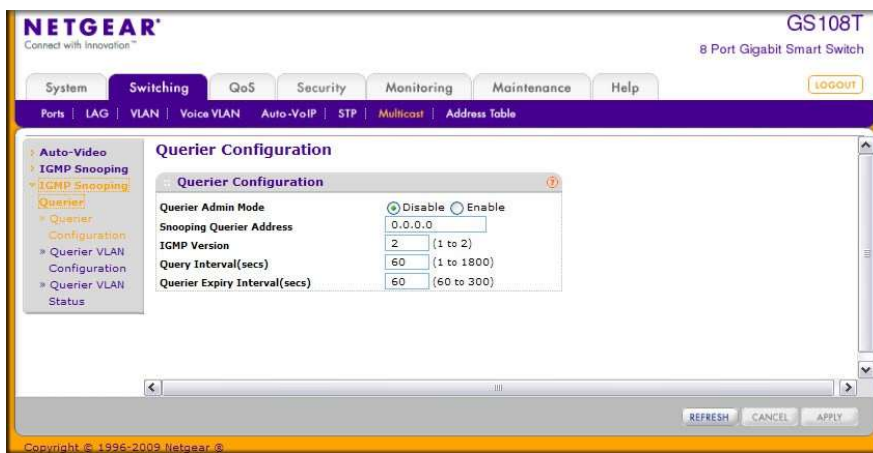 NETGEAR®
Connect with Innovation™
GS108T
8 Port Gigabit Smart Switch
System Switching QoS Security Monitoring Maintenance Help LOGOUT
Ports LAG VLAN Voice VLAN Auto-VoIP STP Multicast Address Table
Auto-Video
IGMP Snooping
IGMP Snooping
Querier
Querier
Configuration
Querier VLAN
Configuration
Querier VLAN
Status
Querier Configuration
Querier Configuration ?
Querier Admin Mode Disable Enable
Snooping Querier Address 0.0.0.0
IGMP Version 2 (1 to 2)
Query Interval(secs) 60 (1 to 1800)
Querier Expiry Interval(secs) 60 (60 to 300)
REFRESH CANCEL APPLY
Copyright © 1996-2009 Netgear ®